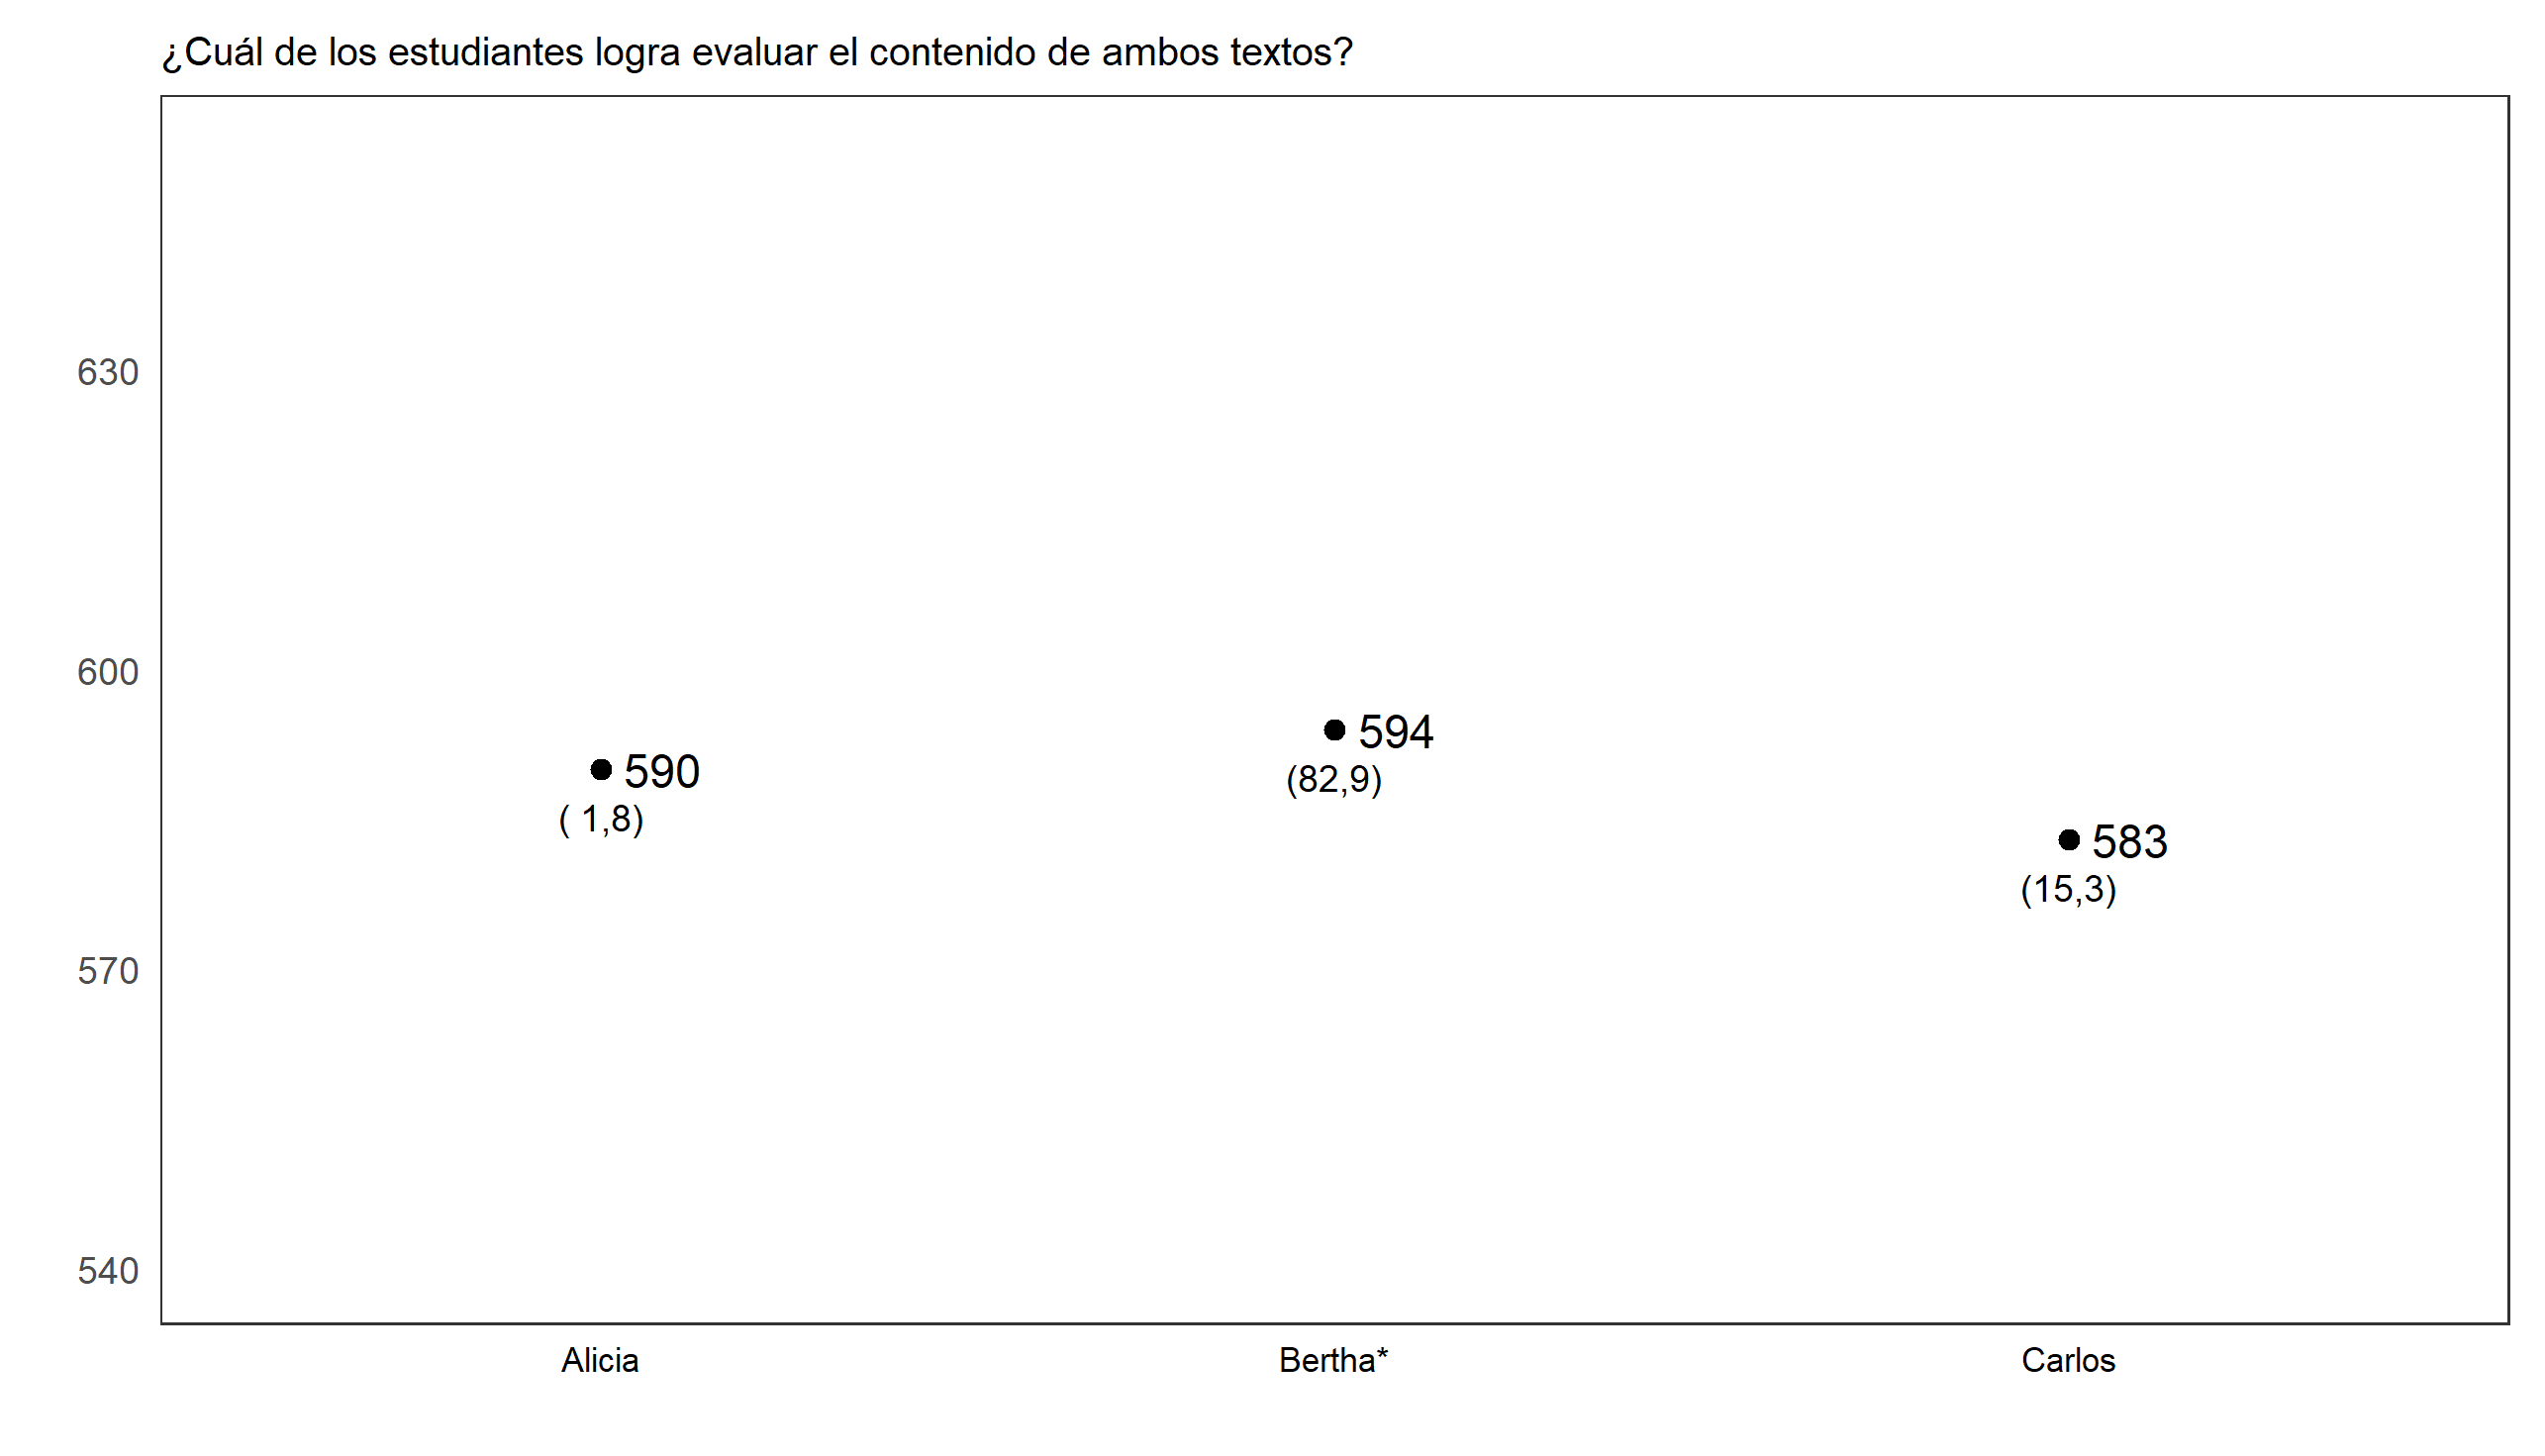 ¿Cuál de los estudiantes logra evaluar el contenido de ambos textos?
630
600
570
540
590
( 1,8)
594
(82,9)
583
(15,3)
Alicia
Bertha*
Carlos